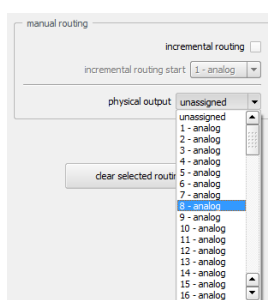 manual routing
incremental routing
incremental routing start 1 - analog
physical output unassigned
unassigned
1 - analog
2 - analog
3 - analog
4 - analog
5 - analog
6 - analog
7 - analog
8 - analog
9 - analog
10 - analog
11 - analog
12 - analog
13 - analog
14 - analog
15 - analog
16 - analog
clear selected routin